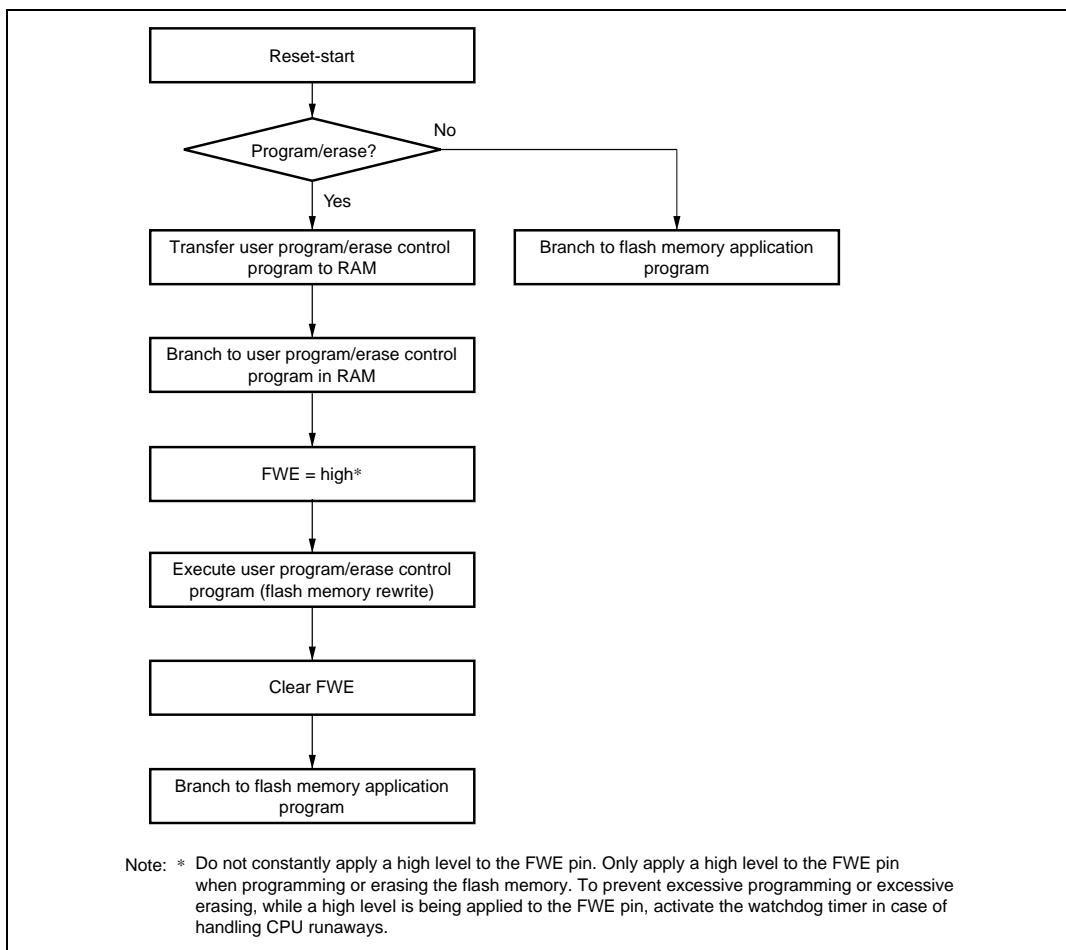 Reset-start
Program/erase?
No
Yes
Transfer user program/erase control
program to RAM
Branch to flash memory application
program
Branch to user program/erase control
program in RAM
FWE = high*
Execute user program/erase control
program (flash memory rewrite)
Clear FWE
Branch to flash memory application
program
Note: * Do not constantly apply a high level to the FWE pin. Only apply a high level to the FWE pin
when programming or erasing the flash memory. To prevent excessive programming or excessive
erasing, while a high level is being applied to the FWE pin, activate the watchdog timer in case of
handling CPU runaways.